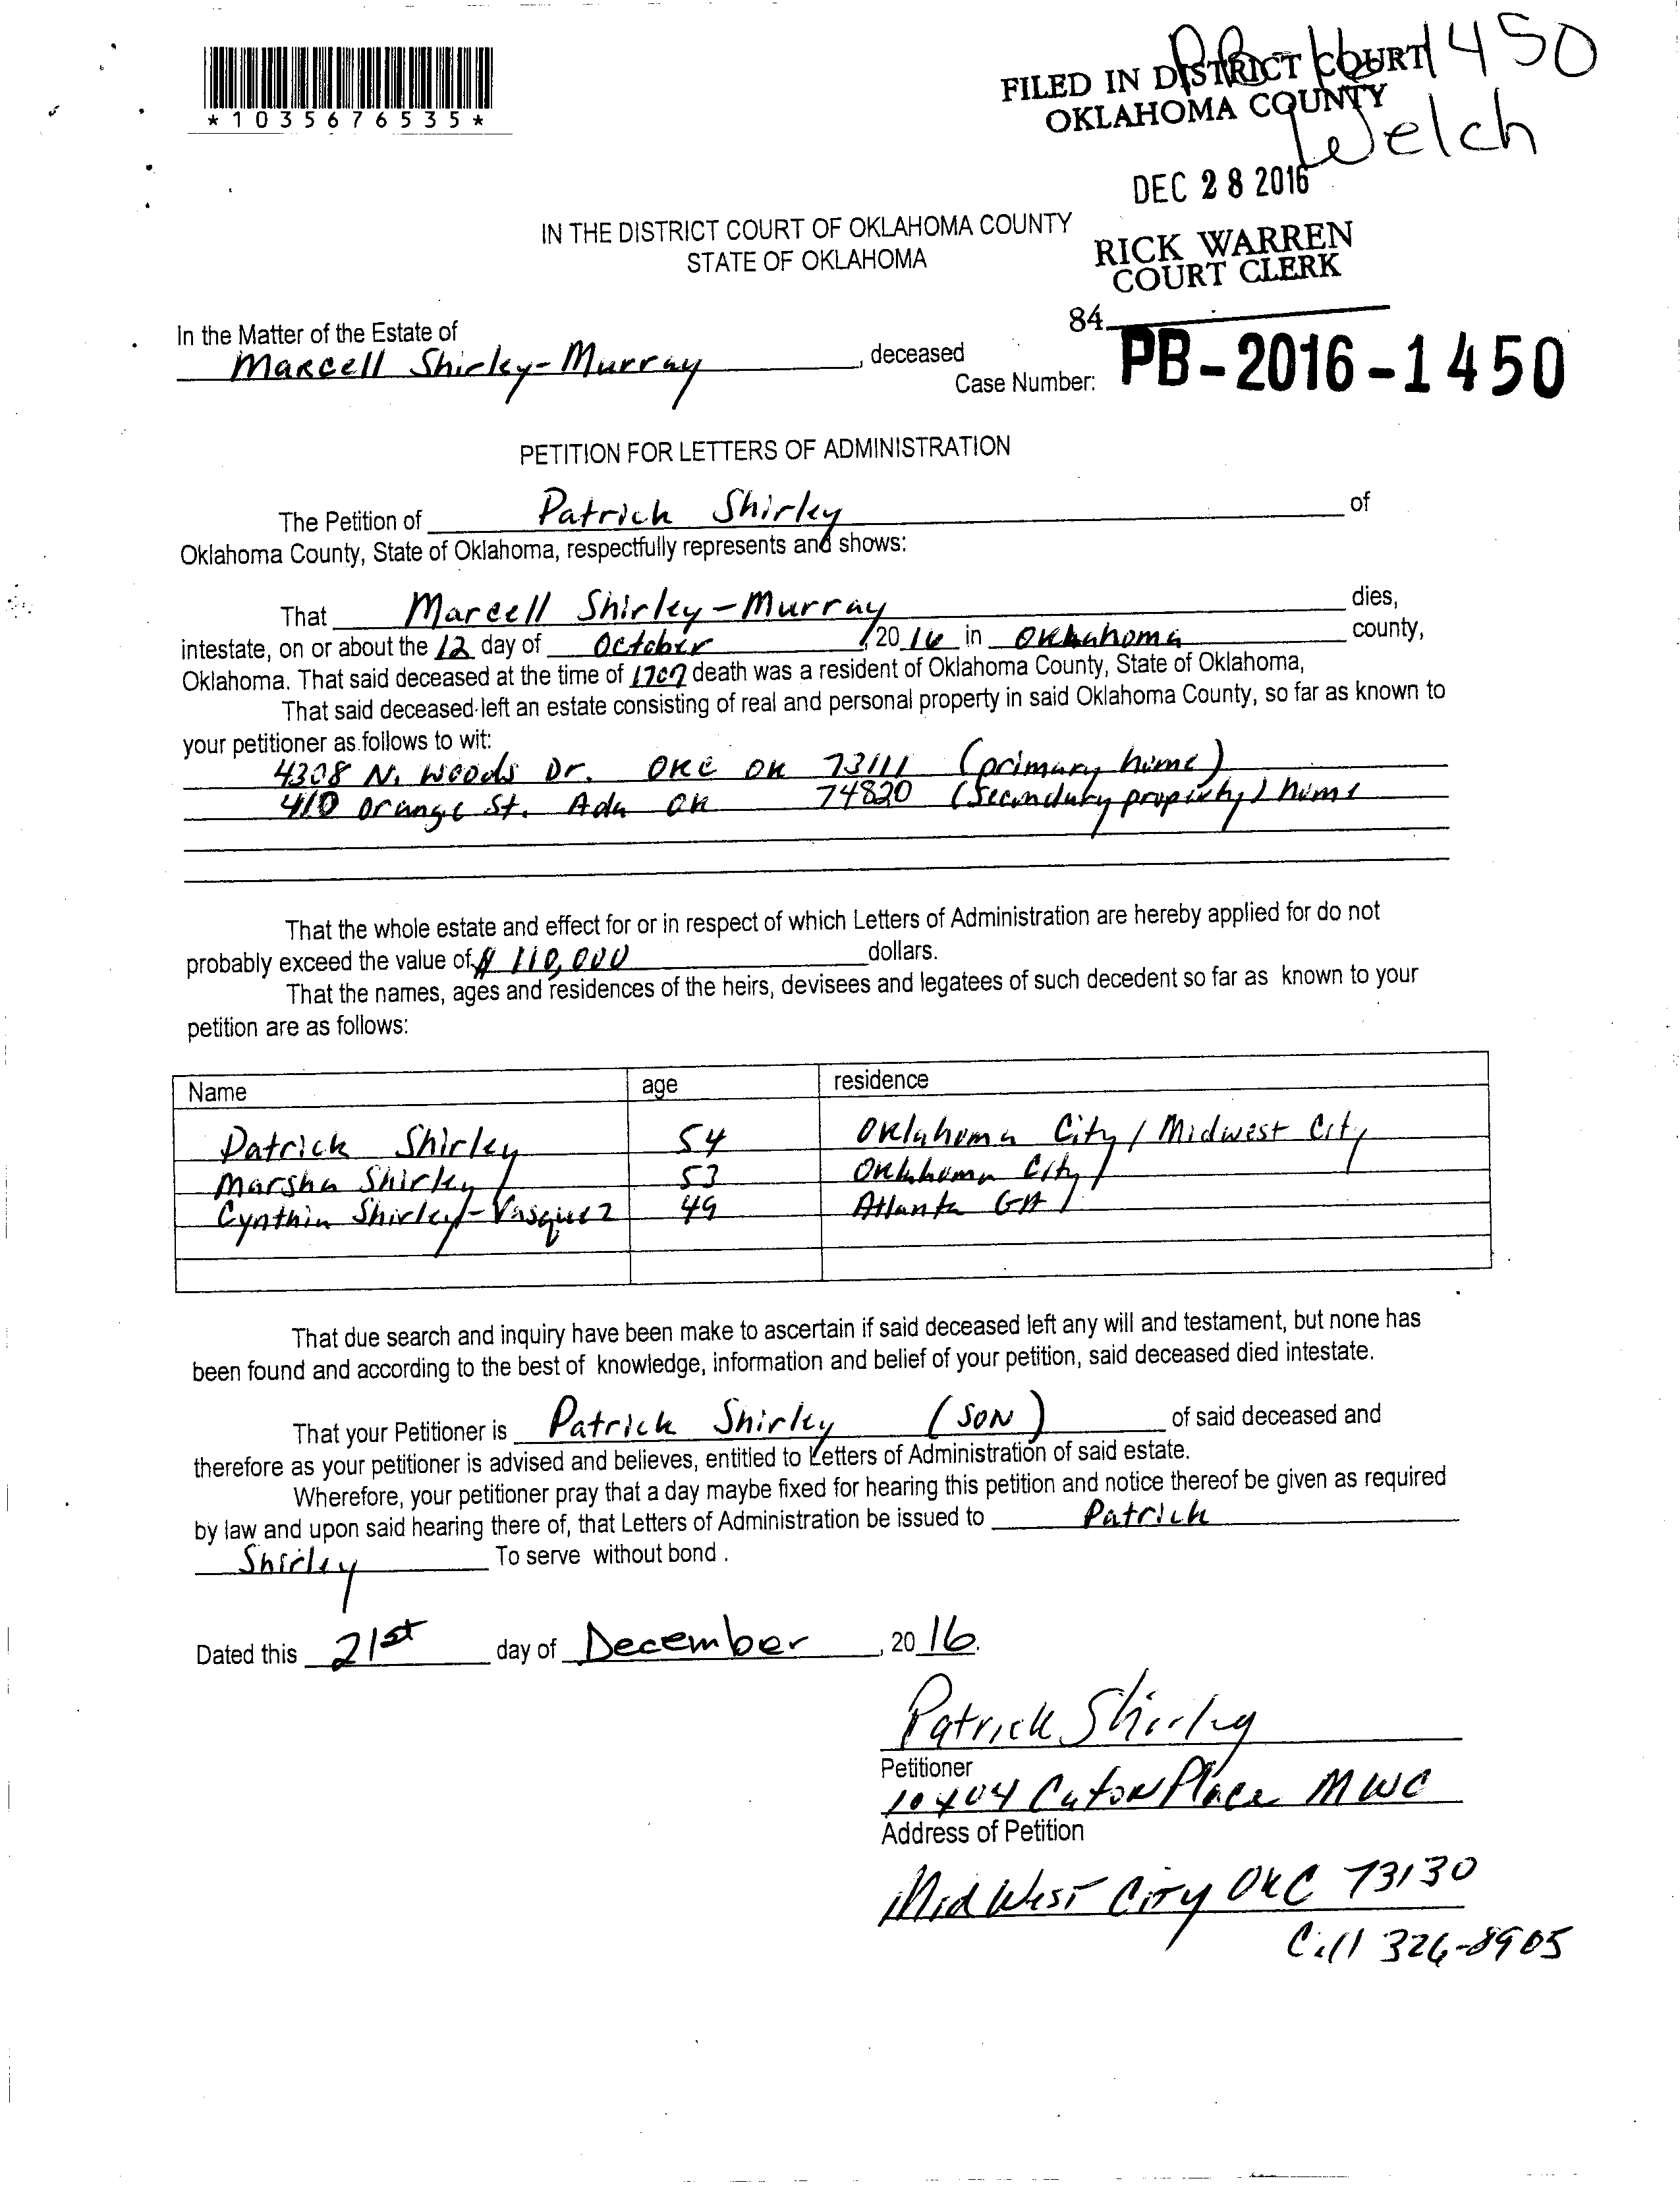 PB 16 1450
FILED IN DISTRICT COURT
OKLAHOMA COUNTY
Welch
*1035676535*
DEC 28 2016
IN THE DISTRICT COURT OF OKLAHOMA COUNTY
STATE OF OKLAHOMA
RICK WARREN
COURT CLERK
84
In the Matter of the Estate of
Marcell Shirley-Murray, deceased
Case Number: PB-2016-1450
PETITION FOR LETTERS OF ADMINISTRATION
The Petition of Patrick Shirley of
Oklahoma County, State of Oklahoma, respectfully represents and shows:
That Marcell Shirley-Murray dies,
intestate, on or about the 12 day of October, 2016 in Oklahoma county,
Oklahoma. That said deceased at the time of 1707 death was a resident of Oklahoma County, State of Oklahoma,
That said deceased left an estate consisting of real and personal property in said Oklahoma County, so far as known to
your petitioner as follows to wit:
4308 N. Woods Dr. OKC OK 73111 (primary home)
410 Orange St. Ada OK 74820 (Secondary property) home
That the whole estate and effect for or in respect of which Letters of Administration are hereby applied for do not
probably exceed the value of $ 110,000 dollars.
That the names, ages and residences of the heirs, devisees and legatees of such decedent so far as known to your
petition are as follows:
Name age residence
Patrick Shirley 54 Oklahoma City / Midwest City
Marsha Shirley 53 Oklahoma City
Cynthia Shirley-Vasquez 49 Atlanta GA
That due search and inquiry have been make to ascertain if said deceased left any will and testament, but none has
been found and according to the best of knowledge, information and belief of your petition, said deceased died intestate.
That your Petitioner is Patrick Shirley (SON) of said deceased and
therefore as your petitioner is advised and believes, entitled to Letters of Administration of said estate.
Wherefore, your petitioner pray that a day maybe fixed for hearing this petition and notice thereof be given as required
by law and upon said hearing there of, that Letters of Administration be issued to Patrick
Shirley To serve without bond .
Dated this 21st day of December, 2016.
Patrick Shirley
Petitioner
10404 Caton Place MWC
Address of Petition
MidWest City OKC 73130
Cell 326-8905